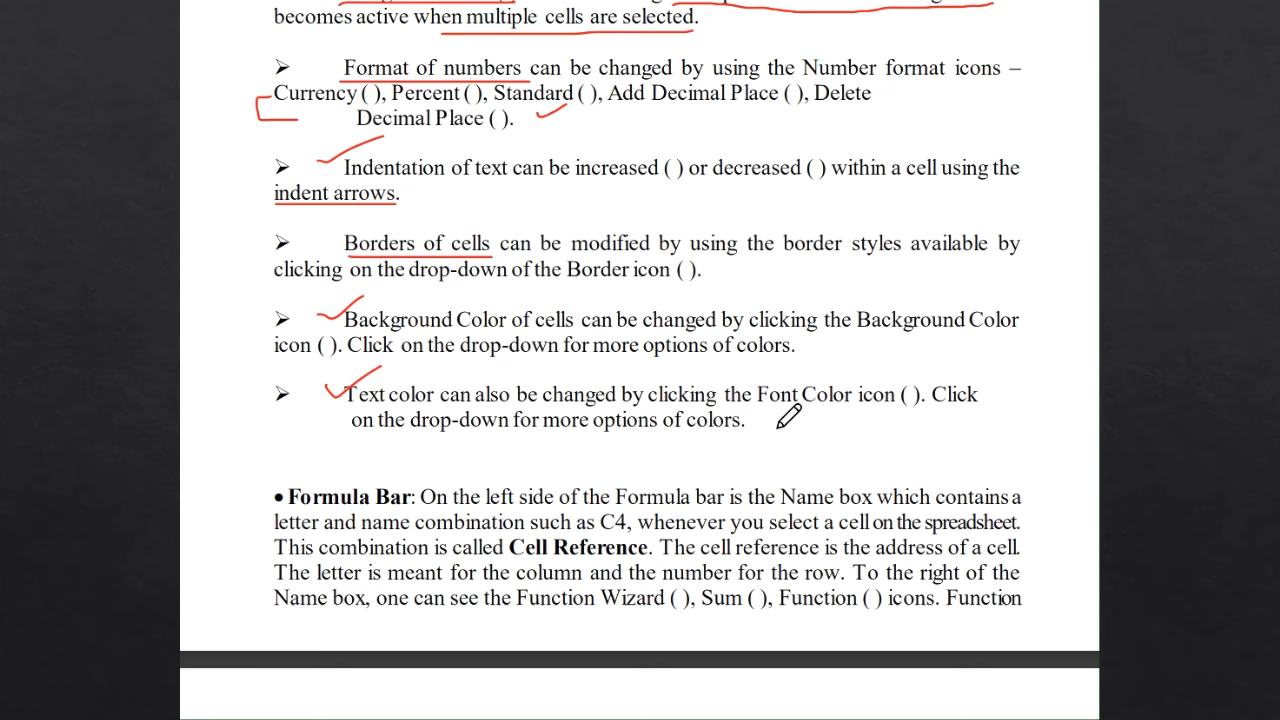 becomes active when multiple cells are selected.
➢ Format of numbers can be changed by using the Number format icons –
Currency ( ), Percent ( ), Standard ( ), Add Decimal Place ( ), Delete
Decimal Place ( ).
➢ Indentation of text can be increased ( ) or decreased ( ) within a cell using the
indent arrows.
➢ Borders of cells can be modified by using the border styles available by
clicking on the drop-down of the Border icon ( ).
➢ Background Color of cells can be changed by clicking the Background Color
icon ( ). Click on the drop-down for more options of colors.
➢ Text color can also be changed by clicking the Font Color icon ( ). Click
on the drop-down for more options of colors.
• Formula Bar: On the left side of the Formula bar is the Name box which contains a
letter and name combination such as C4, whenever you select a cell on the spreadsheet.
This combination is called Cell Reference. The cell reference is the address of a cell.
The letter is meant for the column and the number for the row. To the right of the
Name box, one can see the Function Wizard ( ), Sum ( ), Function ( ) icons. Function